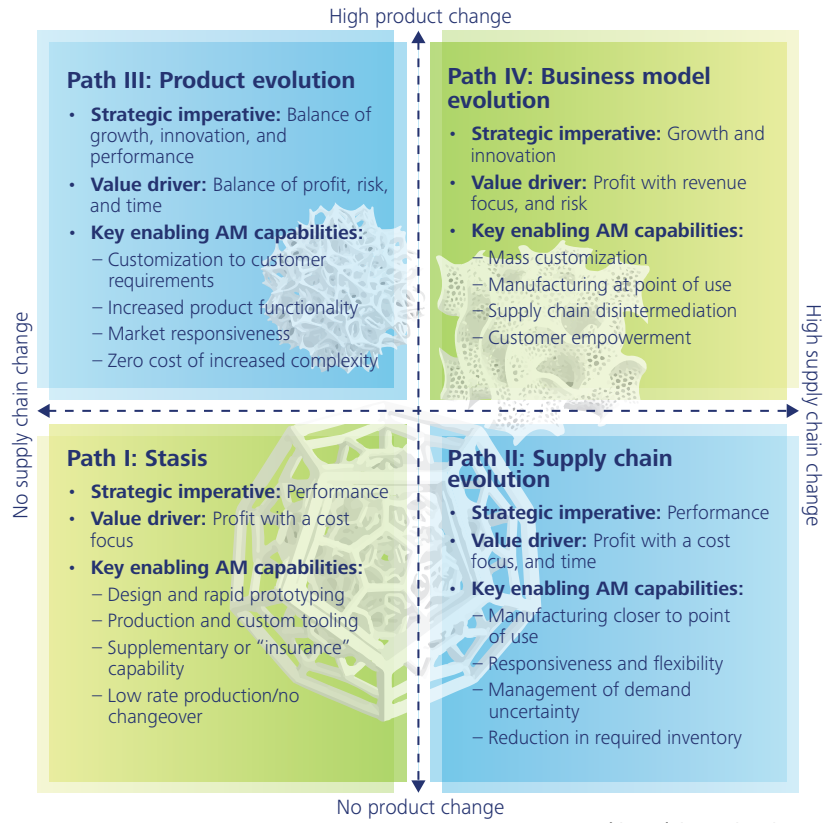 High product change
Path III: Product evolution
• Strategic imperative: Balance of
growth, innovation, and
performance
• Value driver: Balance of profit, risk,
and time
• Key enabling AM capabilities:
– Customization to customer
requirements
– Increased product functionality
– Market responsiveness
– Zero cost of increased complexity
Path IV: Business model
evolution
• Strategic imperative: Growth and
innovation
• Value driver: Profit with revenue
focus, and risk
• Key enabling AM capabilities:
– Mass customization
– Manufacturing at point of use
– Supply chain disintermediation
– Customer empowerment
No supply chain change
High supply chain change
Path I: Stasis
• Strategic imperative: Performance
• Value driver: Profit with a cost
focus
• Key enabling AM capabilities:
– Design and rapid prototyping
– Production and custom tooling
– Supplementary or “insurance”
capability
– Low rate production/no
changeover
Path II: Supply chain
evolution
• Strategic imperative: Performance
• Value driver: Profit with a cost
focus, and time
• Key enabling AM capabilities:
– Manufacturing closer to point
of use
– Responsiveness and flexibility
– Management of demand
uncertainty
– Reduction in required inventory
No product change